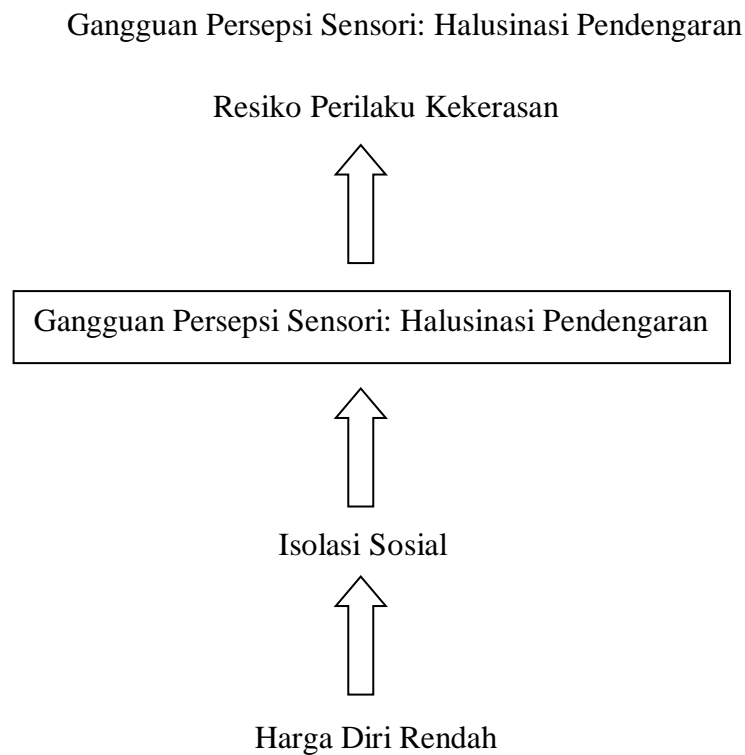 Gangguan Persepsi Sensori: Halusinasi Pendengaran
Resiko Perilaku Kekerasan
Gangguan Persepsi Sensori: Halusinasi Pendengaran
Isolasi Sosial
Harga Diri Rendah